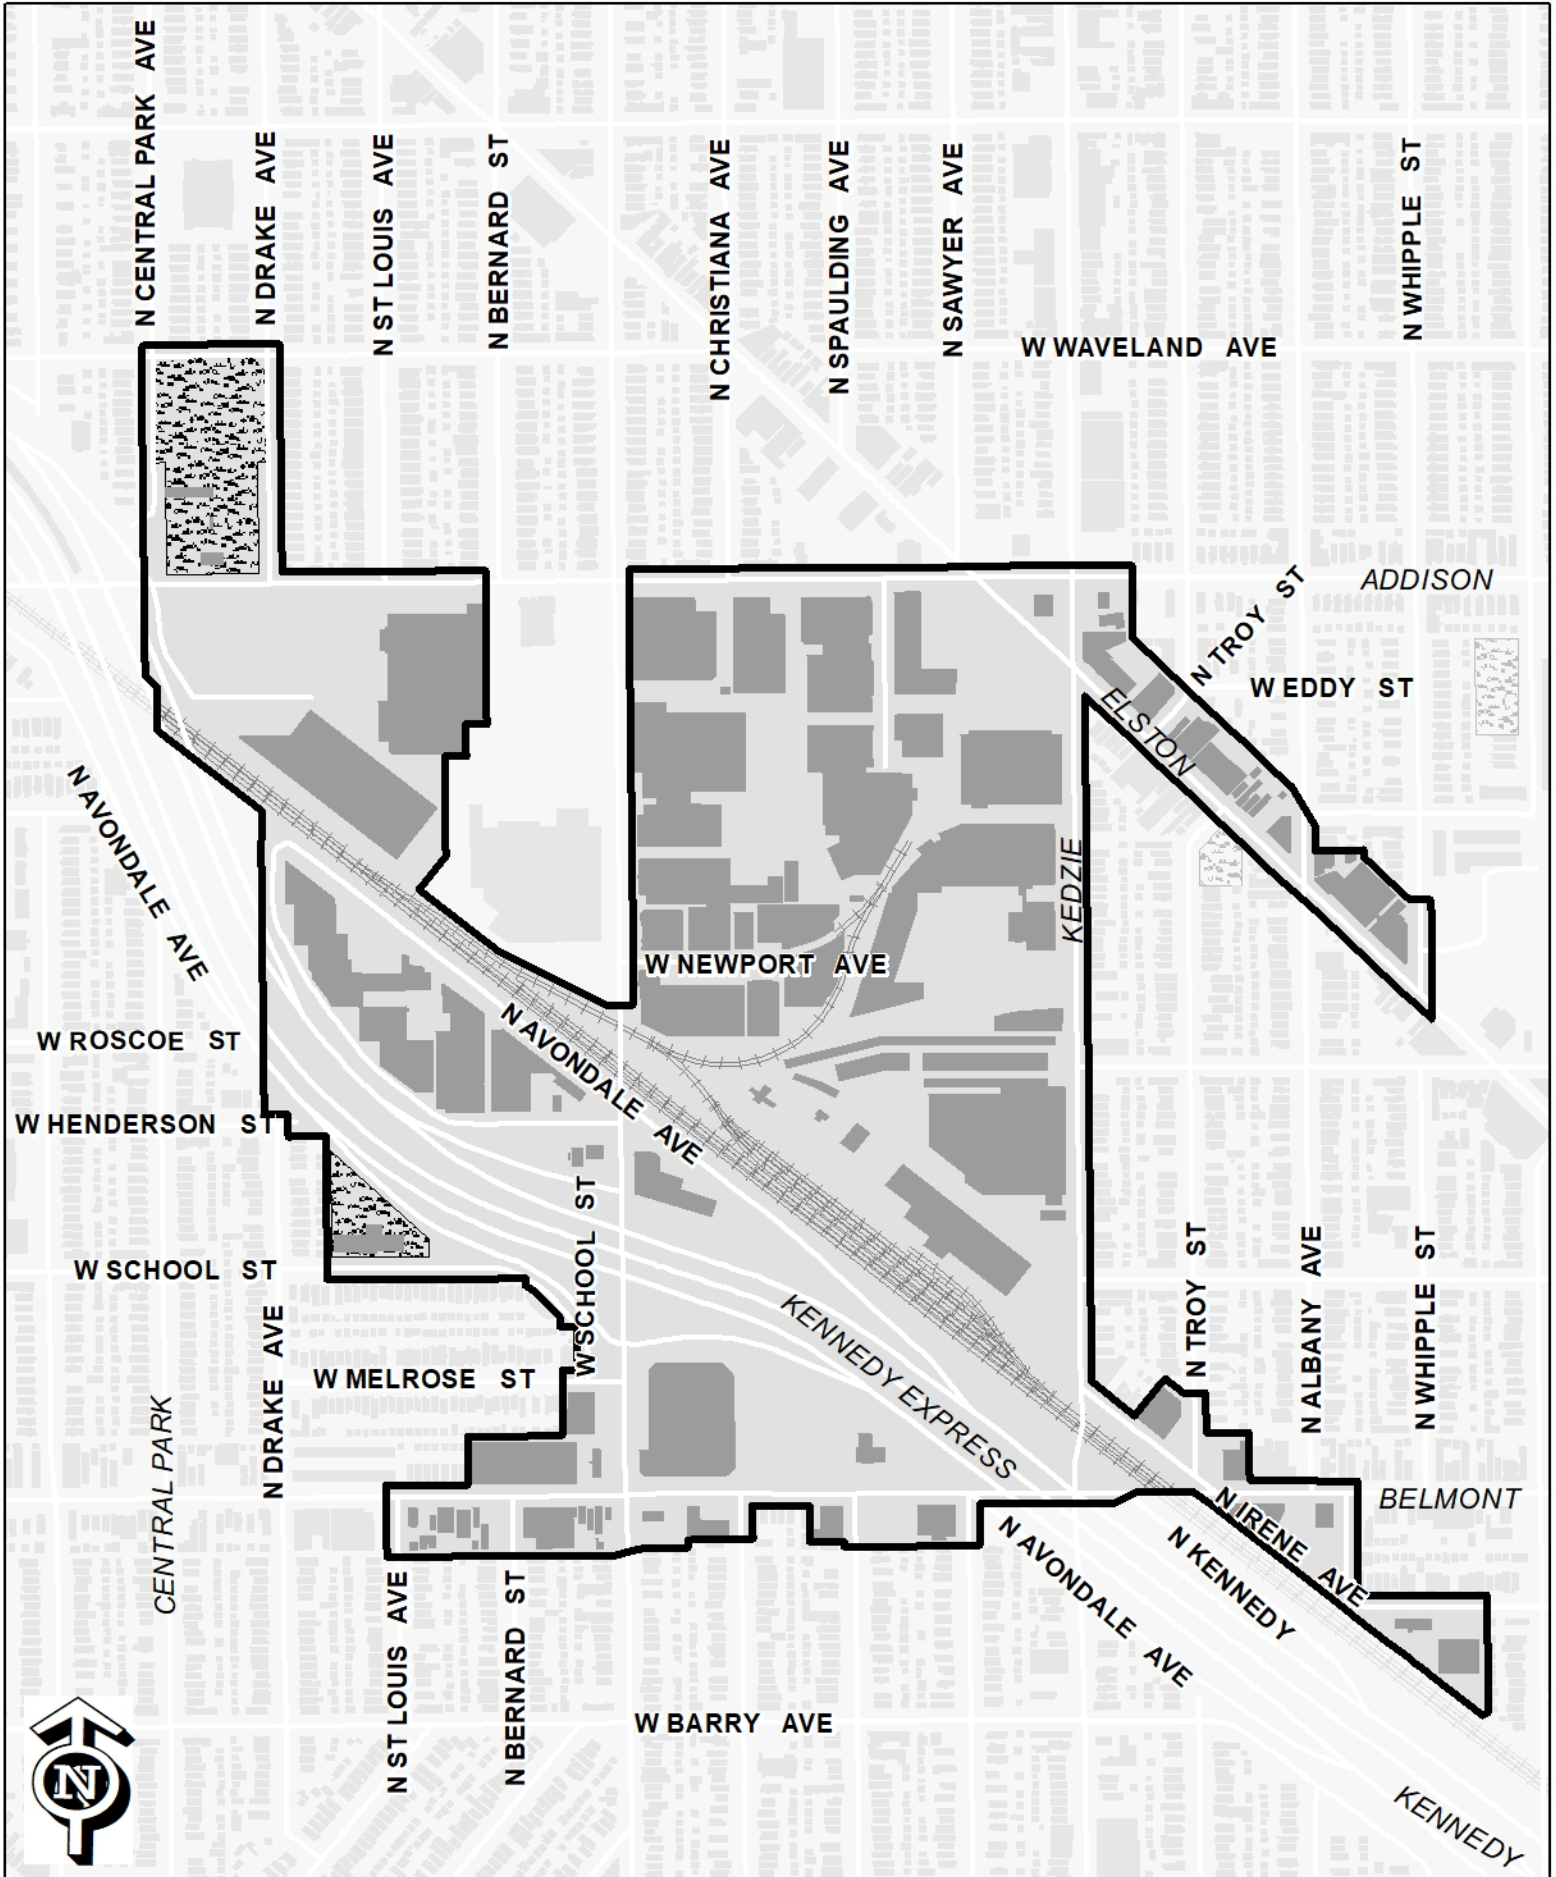 N CENTRAL PARK AVE
N DRAKE AVE
N ST LOUIS AVE
N BERNARD ST
N CHRISTIANA AVE
N SPAULDING AVE
N SAWYER AVE
N WHIPPLE ST
W WAVELAND AVE
ADDISON
N TROY ST
W EDDY ST
ELSTON
N AVONDALE AVE
KEDZIE
W NEWPORT AVE
N AVONDALE AVE
W ROSCOE ST
W HENDERSON ST
W SCHOOL ST
W SCHOOL ST
N TROY ST
N ALBANY AVE
N WHIPPLE ST
KENNEDY EXPRESS
N DRAKE AVE
W MELROSE ST
CENTRAL PARK
BELMONT
N IRENE AVE
N KENNEDY
N AVONDALE AVE
N ST LOUIS AVE
N BERNARD ST
W BARRY AVE
N
KENNEDY